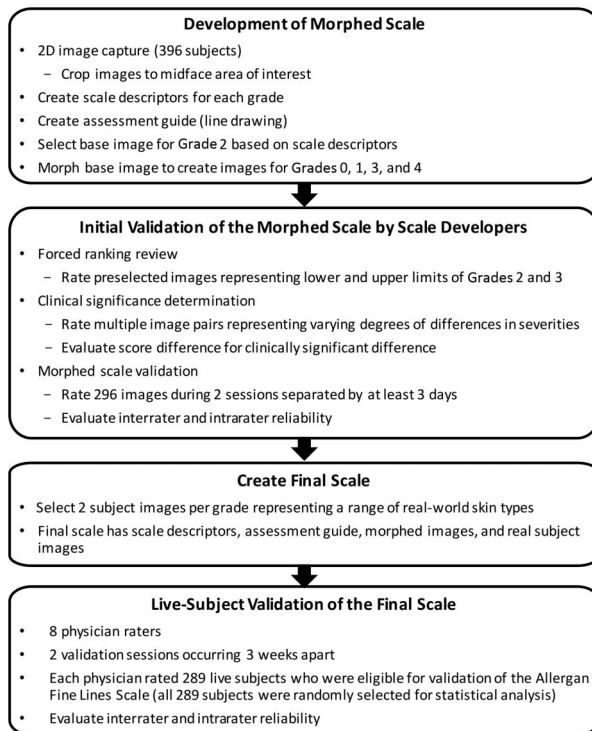 Development of Morphed Scale
• 2D image capture (396 subjects)
– Crop images to midface area of interest
• Create scale descriptors for each grade
• Create assessment guide (line drawing)
• Select base image for Grade 2 based on scale descriptors
• Morph base image to create images for Grades 0, 1, 3, and 4
Initial Validation of the Morphed Scale by Scale Developers
• Forced ranking review
– Rate preselected images representing lower and upper limits of Grades 2 and 3
• Clinical significance determination
– Rate multiple image pairs representing varying degrees of differences in severities
– Evaluate score difference for clinically significant difference
• Morphed scale validation
– Rate 296 images during 2 sessions separated by at least 3 days
– Evaluate interrater and intrarater reliability
Create Final Scale
• Select 2 subject images per grade representing a range of real-world skin types
• Final scale has scale descriptors, assessment guide, morphed images, and real subject
images
Live-Subject Validation of the Final Scale
• 8 physician raters
• 2 validation sessions occurring 3 weeks apart
• Each physician rated 289 live subjects who were eligible for validation of the Allergan
Fine Lines Scale (all 289 subjects were randomly selected for statistical analysis)
• Evaluate interrater and intrarater reliability